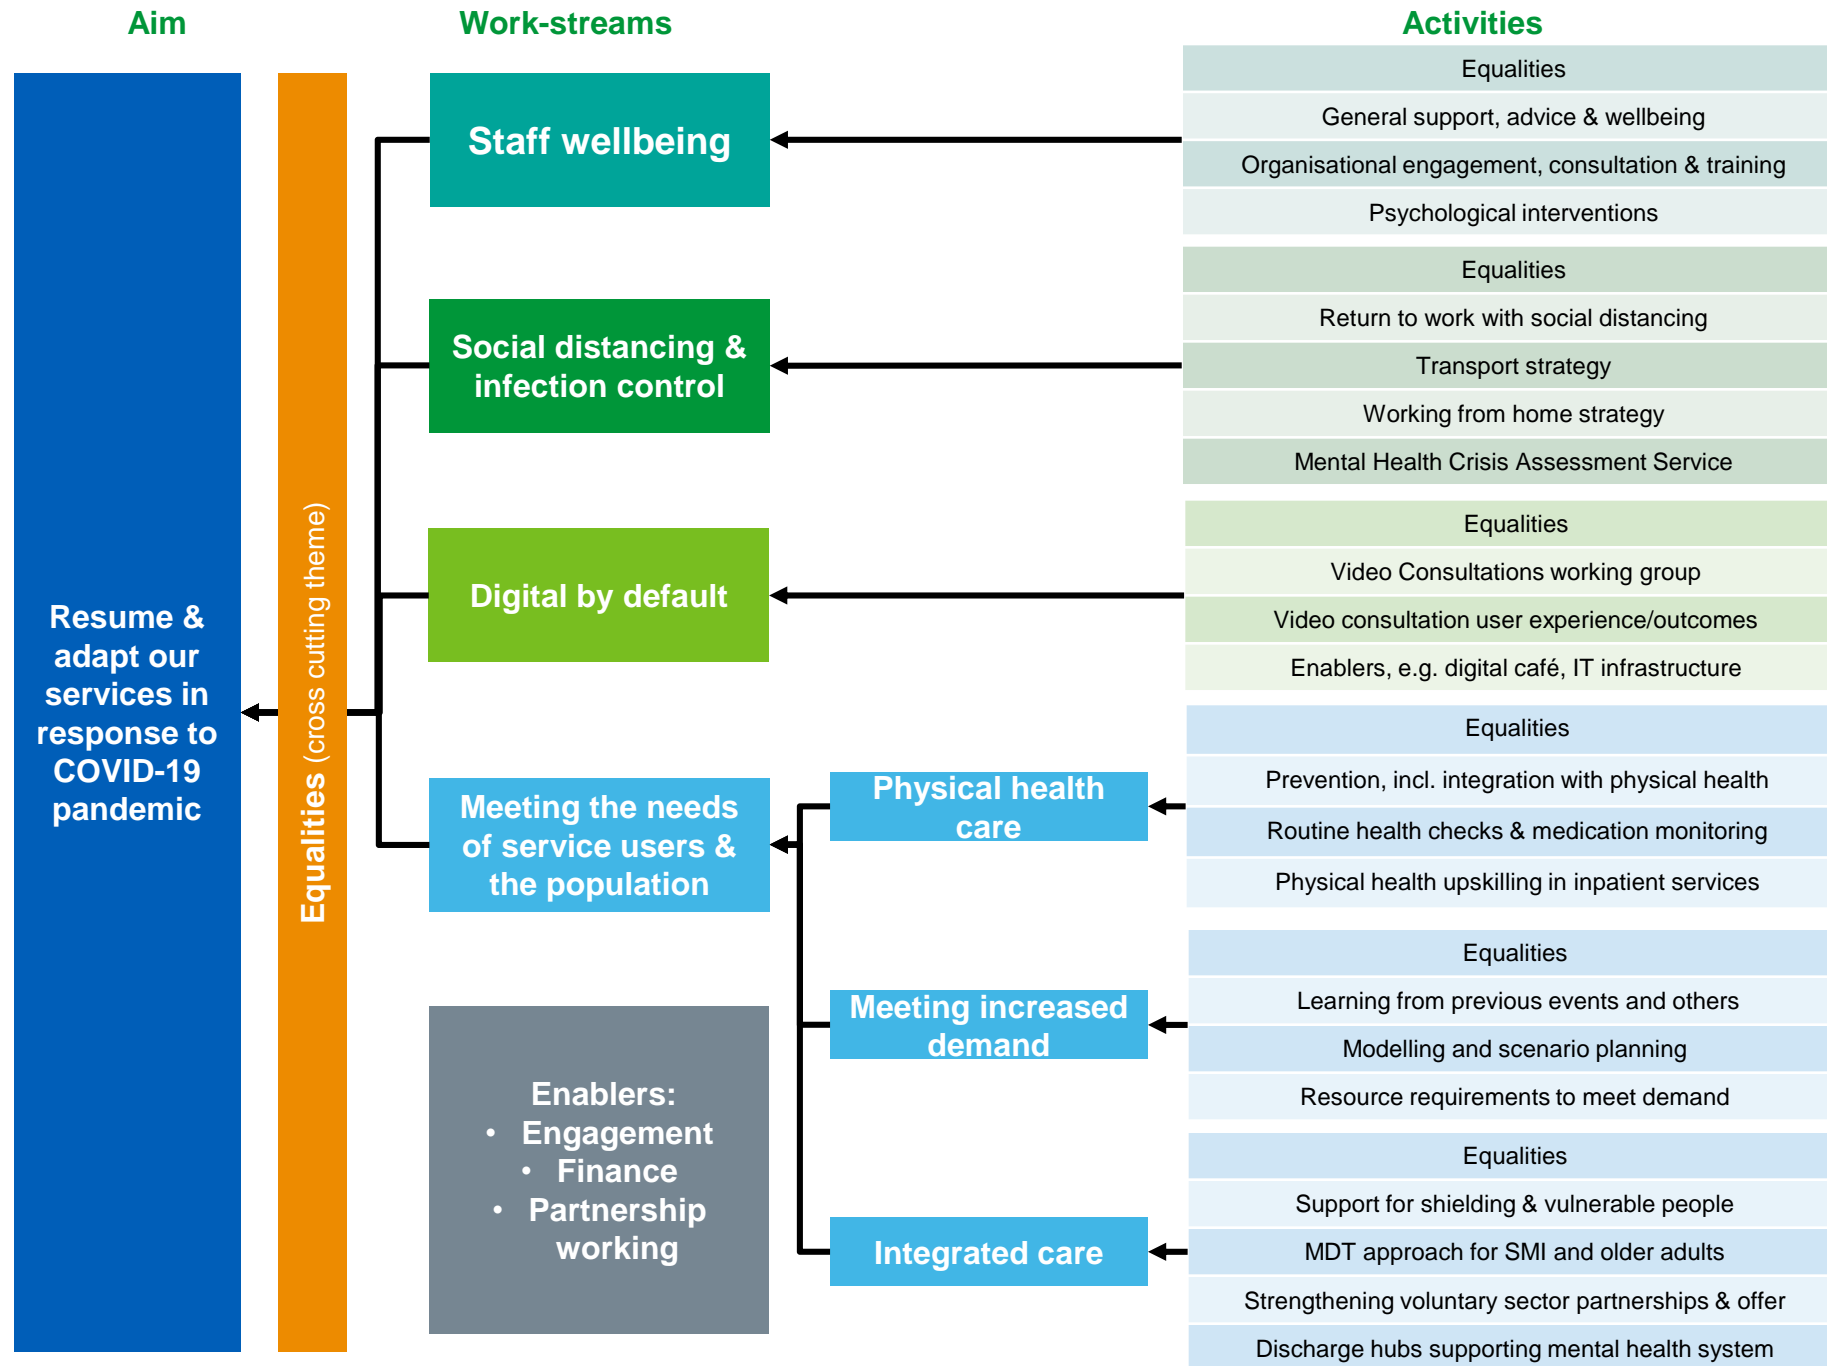 Aim
Work-streams
Activities
Resume &
adapt our
services in
response to
COVID-19
pandemic
Equalities (cross cutting theme)
Staff wellbeing
Equalities
General support, advice & wellbeing
Organisational engagement, consultation & training
Psychological interventions
Social distancing &
infection control
Equalities
Return to work with social distancing
Transport strategy
Working from home strategy
Mental Health Crisis Assessment Service
Digital by default
Equalities
Video Consultations working group
Video consultation user experience/outcomes
Enablers, e.g. digital café, IT infrastructure
Meeting the needs
of service users &
the population
Physical health
care
Equalities
Prevention, incl. integration with physical health
Routine health checks & medication monitoring
Physical health upskilling in inpatient services
Meeting increased
demand
Equalities
Learning from previous events and others
Modelling and scenario planning
Resource requirements to meet demand
Integrated care
Equalities
Support for shielding & vulnerable people
MDT approach for SMI and older adults
Strengthening voluntary sector partnerships & offer
Discharge hubs supporting mental health system
Enablers:
• Engagement
• Finance
• Partnership
working